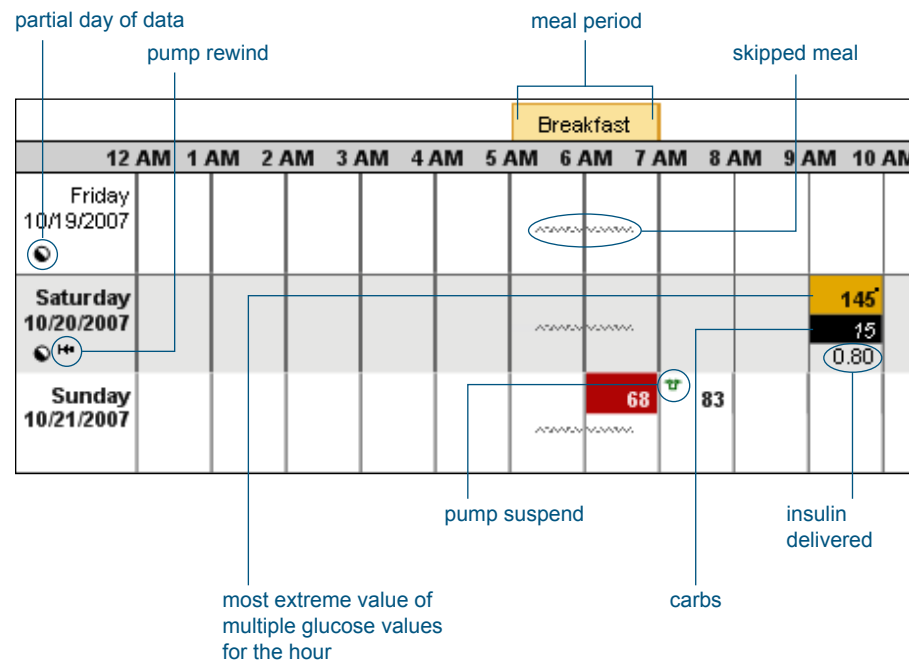 partial day of data
meal period
pump rewind
skipped meal
Breakfast
12 AM 1 AM 2 AM 3 AM 4 AM 5 AM 6 AM 7 AM 8 AM 9 AM 10 AM
Friday
10/19/2007
Saturday
10/20/2007
145
15
0.80
Sunday
10/21/2007
68
83
pump suspend
insulin
delivered
most extreme value of
multiple glucose values
for the hour
carbs